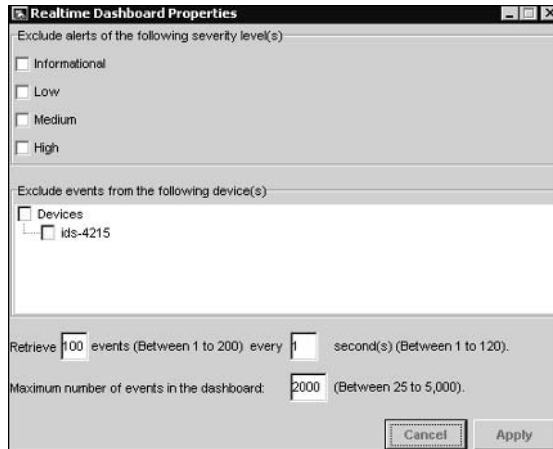 Realtime Dashboard Properties
Exclude alerts of the following severity level(s)
Informational
Low
Medium
High
Exclude events from the following device(s)
Devices
ids-4215
Retrieve 100 events (Between 1 to 200) every 1 second(s) (Between 1 to 120).
Maximum number of events in the dashboard: 2000 (Between 25 to 5,000).
Cancel Apply